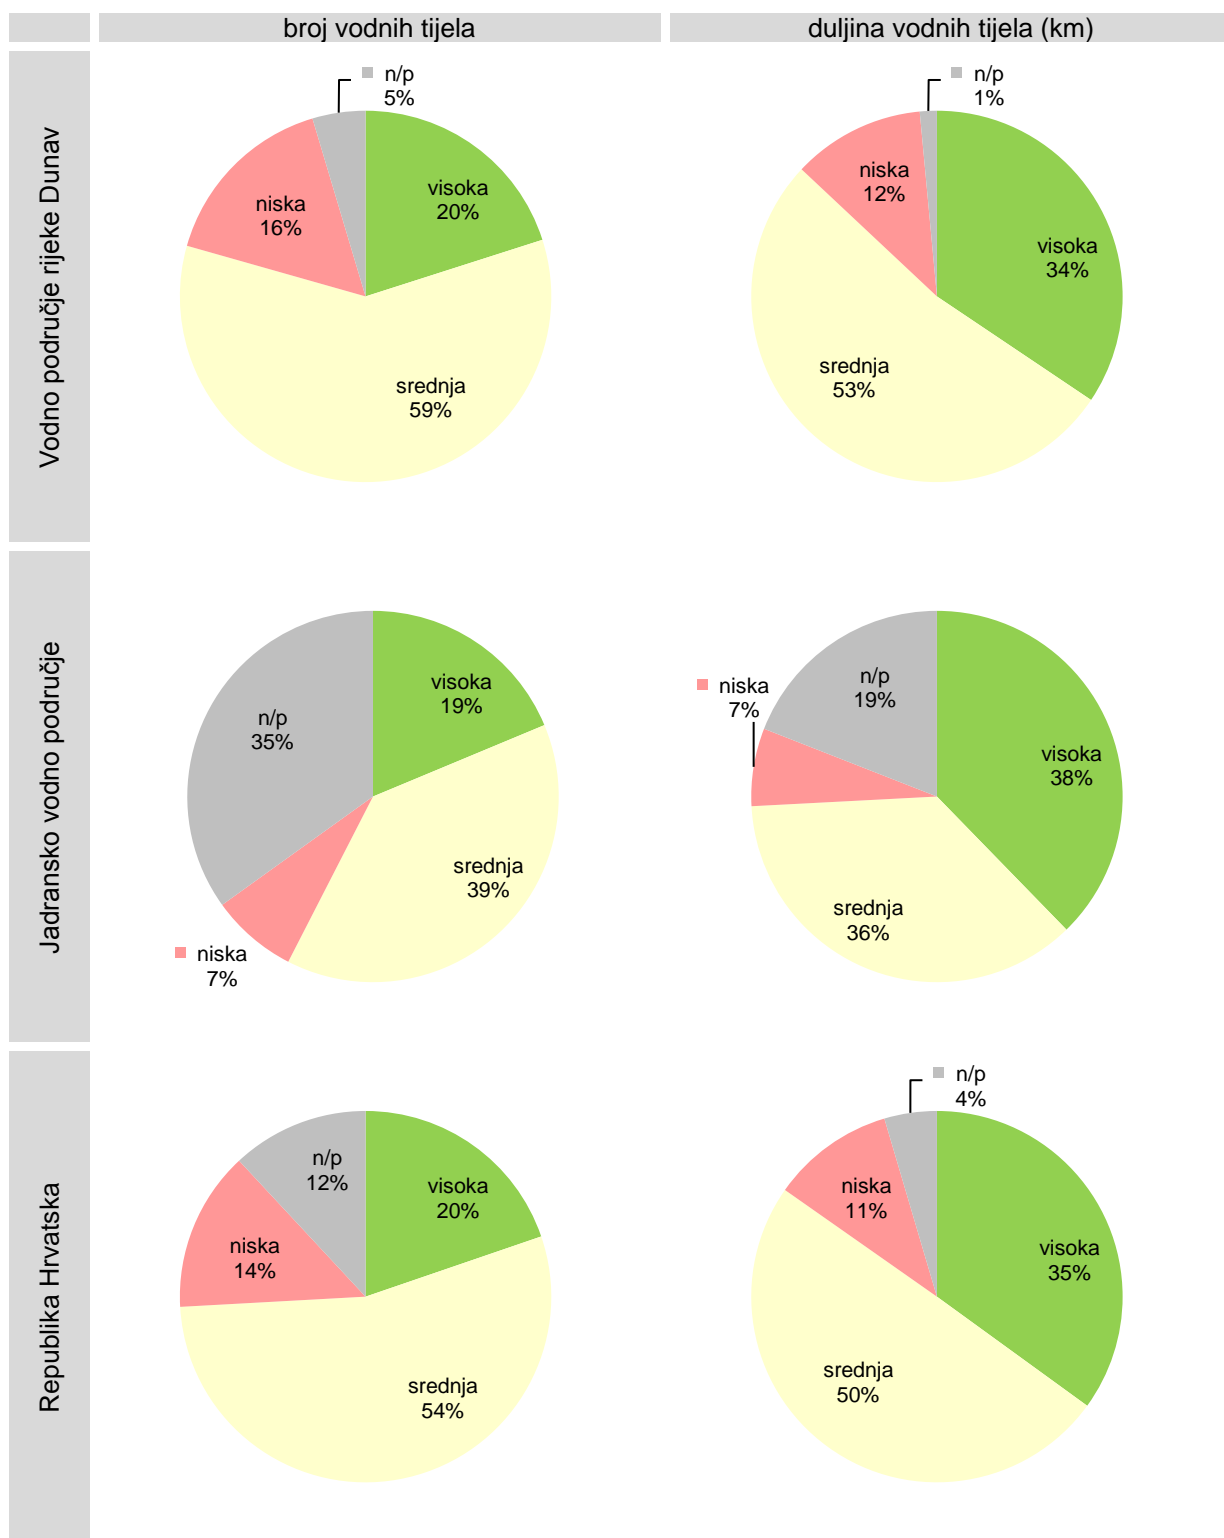 broj vodnih tijela
duljina vodnih tijela (km)
Vodno područje rijeke Dunav
n/p
5%
visoka
20%
niska
16%
srednja
59%
n/p
1%
niska
12%
visoka
34%
srednja
53%
Jadransko vodno područje
visoka
19%
n/p
35%
srednja
39%
niska
7%
n/p
19%
niska
7%
visoka
38%
srednja
36%
Republika Hrvatska
n/p
12%
visoka
20%
niska
14%
srednja
54%
n/p
4%
niska
11%
visoka
35%
srednja
50%